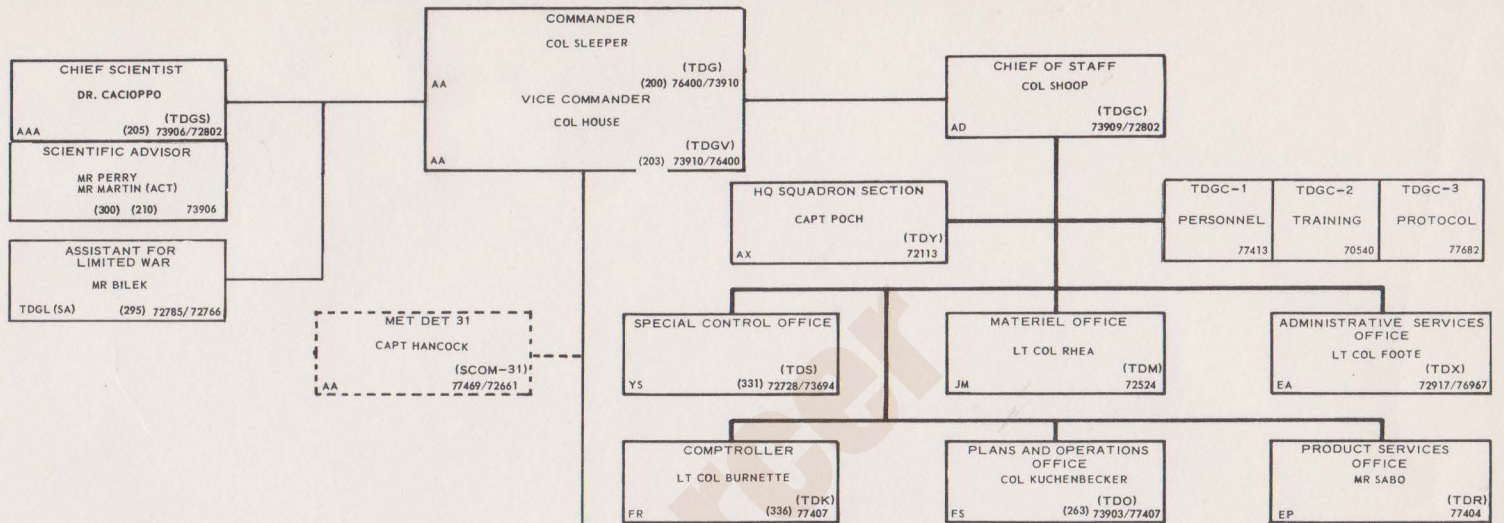 COMMANDER
COL SLEEPER
(TDG)
AA (200) 76400/73910
VICE COMMANDER
COL HOUSE
(TDGV)
AA (203) 73910/76400
CHIEF SCIENTIST
DR. CACIOPPO
(TDGS)
AAA (205) 73906/72802
SCIENTIFIC ADVISOR
MR PERRY
MR MARTIN (ACT)
(300) (210) 73906
ASSISTANT FOR
LIMITED WAR
MR BILEK
TDGL (SA) (295) 72785/72766
CHIEF OF STAFF
COL SHOOP
(TDGC)
AD 73909/72802
HQ SQUADRON SECTION
CAPT POCH
(TDY)
AX 72113
TDGC-1 TDGC-2 TDGC-3
PERSONNEL TRAINING PROTOCOL
77413 70540 77682
MET DET 31
CAPT HANCOCK
(SCOM-31)
AA 77469/72661
SPECIAL CONTROL OFFICE
(TDS)
YS (331) 72728/73694
MATERIEL OFFICE
LT COL RHEA
(TDM)
JM 72524
ADMINISTRATIVE SERVICES
OFFICE
LT COL FOOTE
(TDX)
EA 72917/76967
COMPTROLLER
LT COL BURNETTE
(TDK)
FR (336) 77407
PLANS AND OPERATIONS
OFFICE
COL KUCHENBECKER
(TDO)
FS (263) 73903/77407
PRODUCT SERVICES
OFFICE
MR SABO
(TDR)
EP 77404